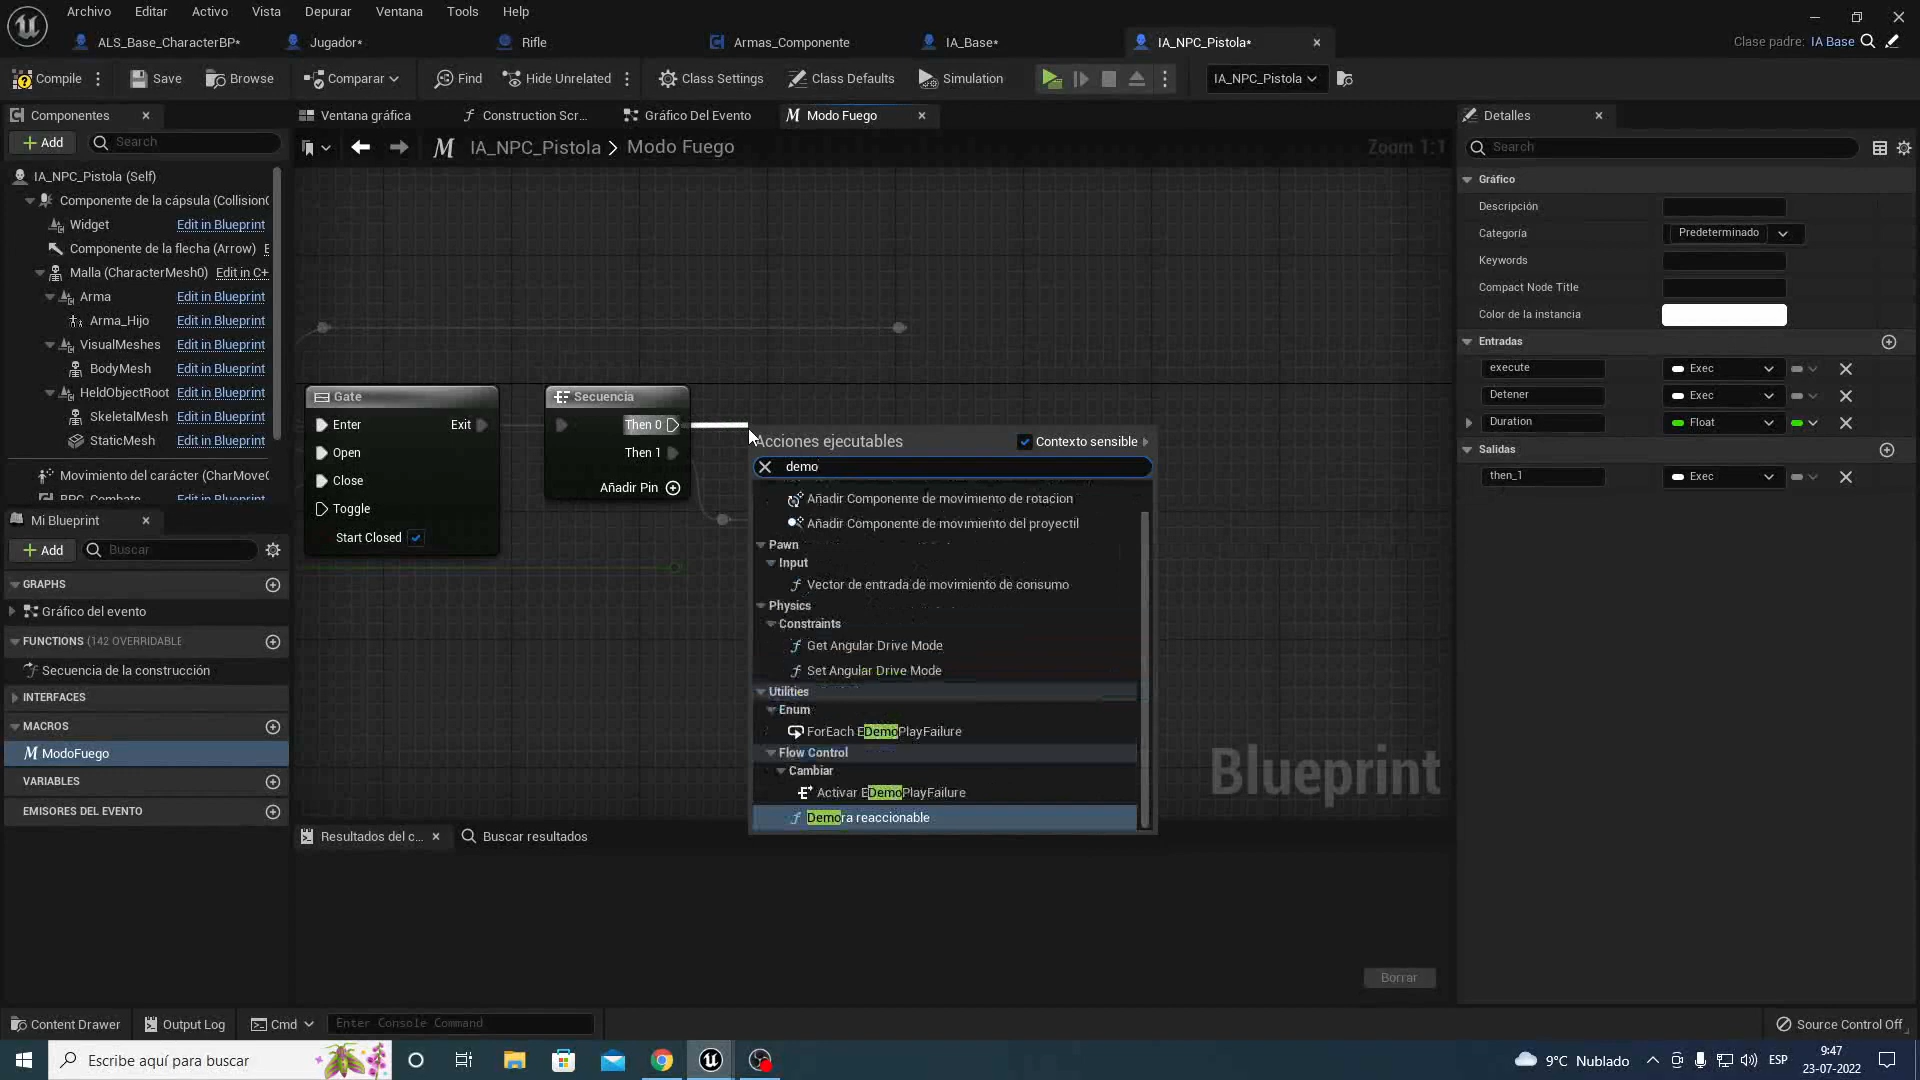 Archivo Editar Activo Vista Depurar Ventana Tools Help
ALS_Base_CharacterBP* Jugador* Rifle Armas_Componente IA_Base* IA_NPC_Pistola* Clase padre: IA Base
Compile Save Browse Comparar Find Hide Unrelated Class Settings Class Defaults Simulation IA_NPC_Pistola
Componentes
Add Search
IA_NPC_Pistola (Self)
Componente de la cápsula (Collision
Widget Edit in Blueprint
Componente de la flecha (Arrow) E
Malla (CharacterMesh0) Edit in C+
Arma Edit in Blueprint
Arma_Hijo Edit in Blueprint
VisualMeshes Edit in Blueprint
BodyMesh Edit in Blueprint
HeldObjectRoot Edit in Blueprint
SkeletalMesh Edit in Blueprint
StaticMesh Edit in Blueprint
Movimiento del carácter (CharMoveC
Mi Blueprint
Add Buscar
GRAPHS
Gráfico del evento
FUNCTIONS (142 OVERRIDABLE
Secuencia de la construcción
INTERFACES
MACROS
ModoFuego
VARIABLES
EMISORES DEL EVENTO
Ventana gráfica Construction Scr... Gráfico Del Evento Modo Fuego
IA_NPC_Pistola > Modo Fuego Zoom 1:1
Gate
Enter Exit
Open
Close
Toggle
Start Closed
Secuencia
Then 0
Then 1
Añadir Pin
Acciones ejecutables Contexto sensible
demo
Añadir Componente de movimiento de rotacion
Añadir Componente de movimiento del proyectil
Pawn
Input
Vector de entrada de movimiento de consumo
Physics
Constraints
Get Angular Drive Mode
Set Angular Drive Mode
Utilities
Enum
ForEach EDemoPlayFailure
Flow Control
Cambiar
Activar EDemoPlayFailure
Demora reaccionable
Blueprint
Resultados del c... Buscar resultados
Borrar
Detalles
Search
Gráfico
Descripción
Categoría Predeterminado
Keywords
Compact Node Title
Color de la instancia
Entradas
execute Exec
Detener Exec
Duration Float
Salidas
then_1 Exec
Content Drawer Output Log Cmd Enter Console Command Source Control Off
Escribe aquí para buscar 9°C Nublado ESP
9:47
23-07-2022